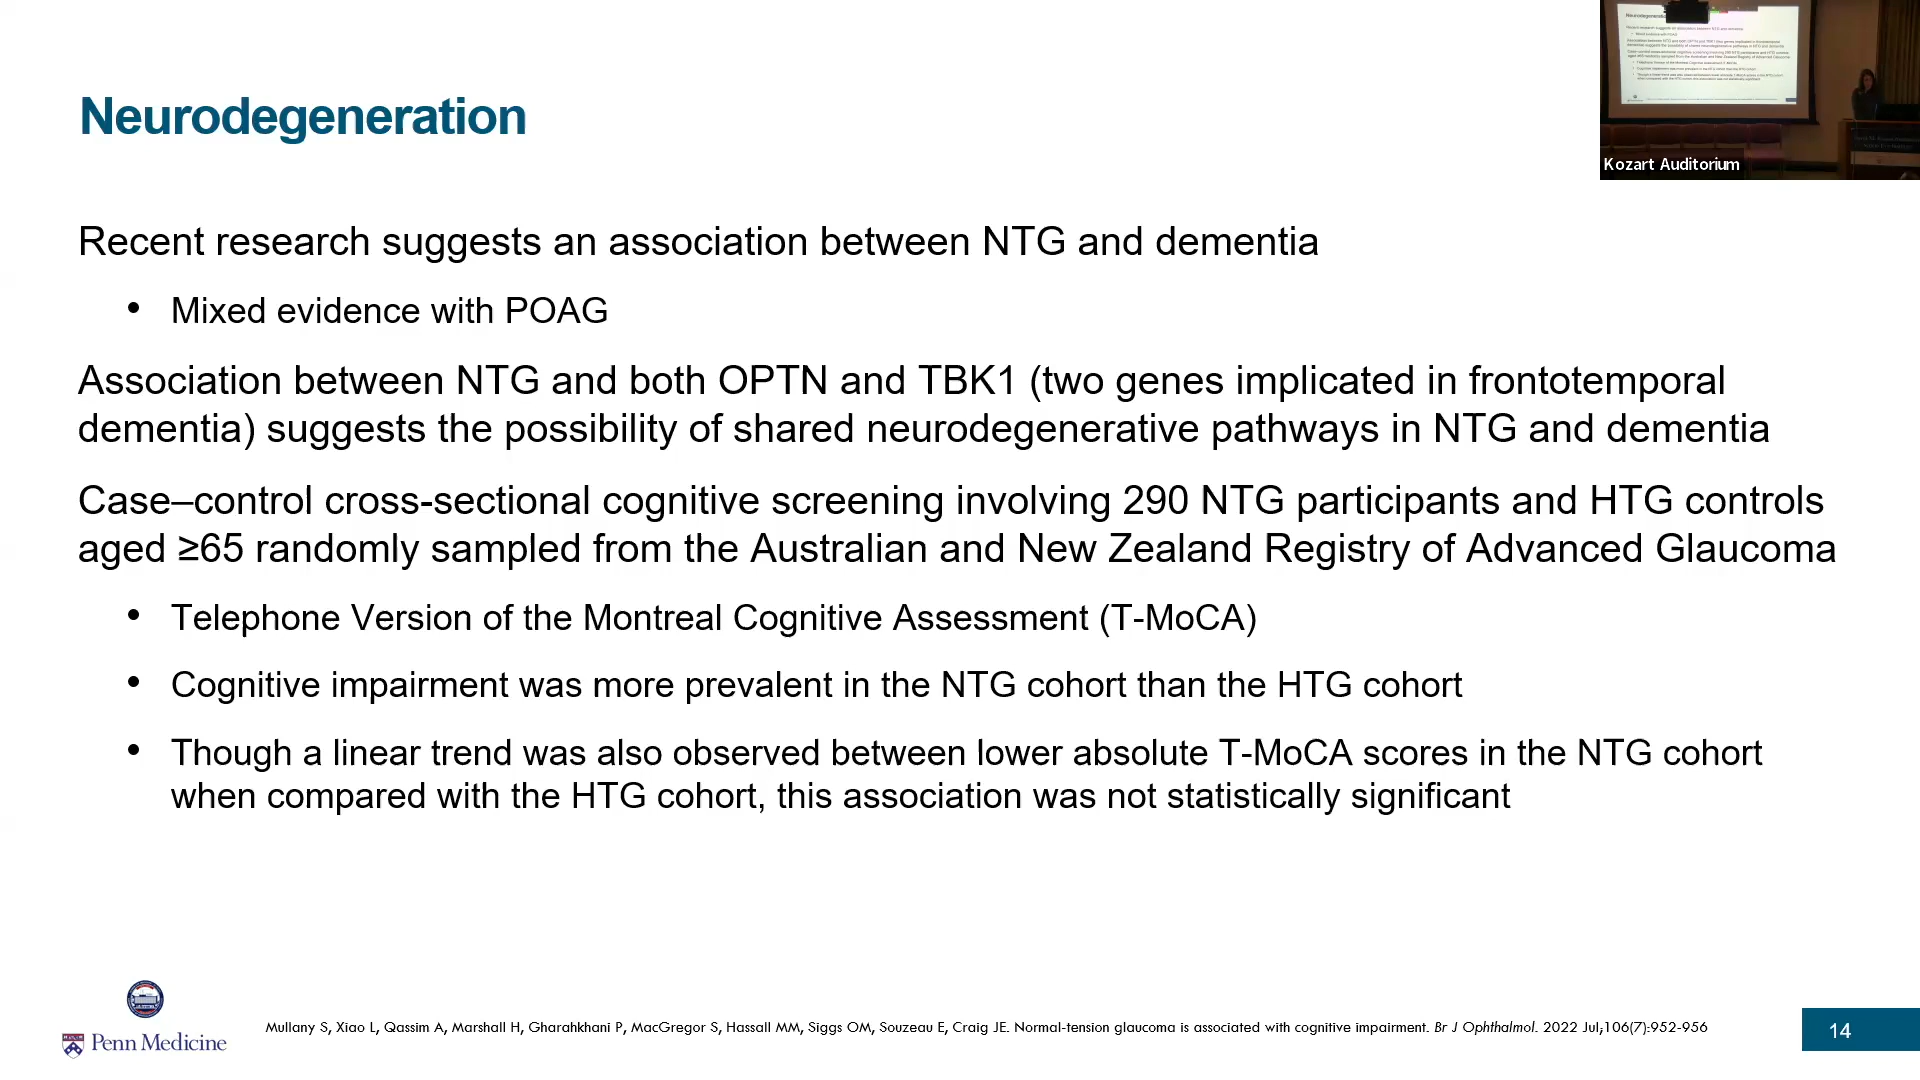 Neurodegeneration
Kozart Auditorium
Recent research suggests an association between NTG and dementia
• Mixed evidence with POAG
Association between NTG and both OPTN and TBK1 (two genes implicated in frontotemporal
dementia) suggests the possibility of shared neurodegenerative pathways in NTG and dementia
Case–control cross-sectional cognitive screening involving 290 NTG participants and HTG controls
aged ≥65 randomly sampled from the Australian and New Zealand Registry of Advanced Glaucoma
• Telephone Version of the Montreal Cognitive Assessment (T-MoCA)
• Cognitive impairment was more prevalent in the NTG cohort than the HTG cohort
• Though a linear trend was also observed between lower absolute T-MoCA scores in the NTG cohort
when compared with the HTG cohort, this association was not statistically significant
Penn Medicine
Mullany S, Xiao L, Qassim A, Marshall H, Gharahkhani P, MacGregor S, Hassall MM, Siggs OM, Souzeau E, Craig JE. Normal-tension glaucoma is associated with cognitive impairment. Br J Ophthalmol. 2022 Jul;106(7):952-956
14